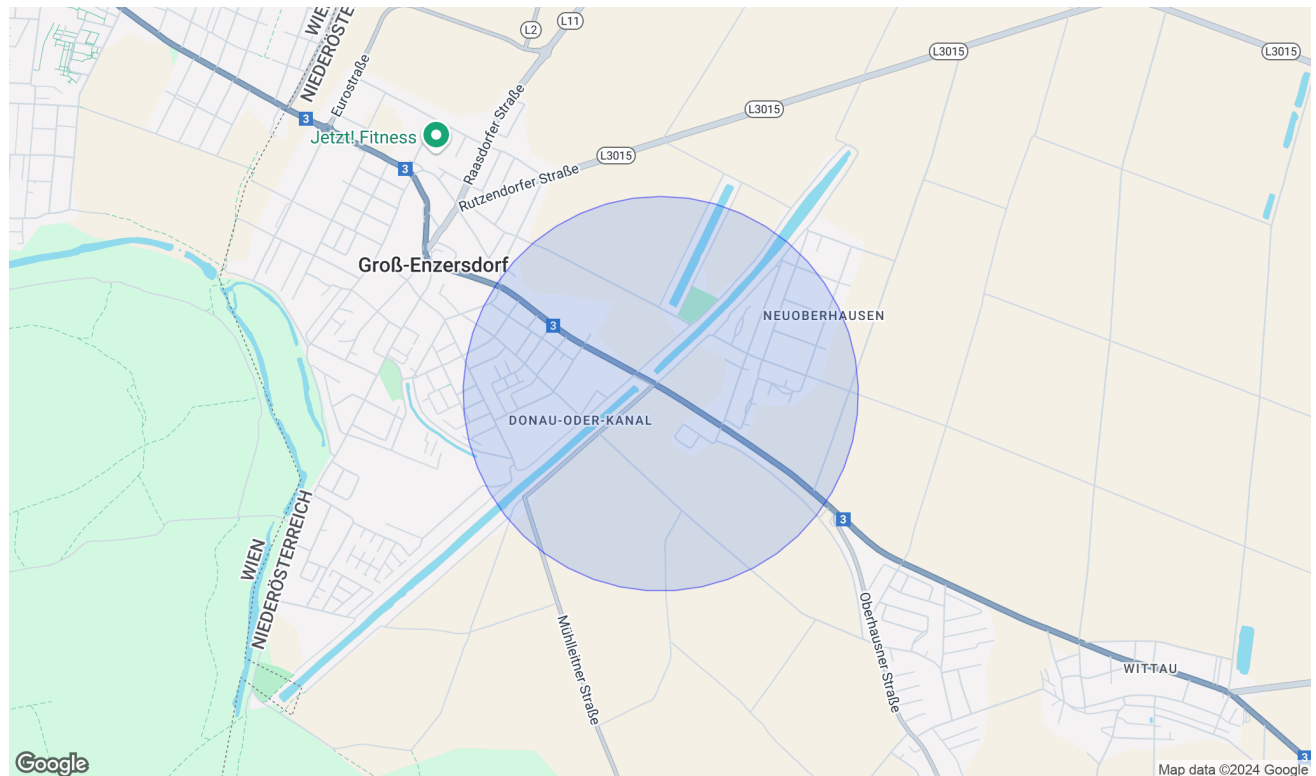 WIEN
NIEDERÖSTE
Eurostraße
L2
L11
L3015
L3015
3
Jetzt! Fitness
3
Raasdorfer Straße
L3015
L3015
Rutzendorfer Straße
Groß-Enzersdorf
3
NEUOBERHAUSEN
DONAU-ODER-KANAL
3
WIEN
NIEDERÖSTERREICH
Mühlleitner Straße
Oberhausner Straße
WITTAU
3
Google
Map data ©2024 Google